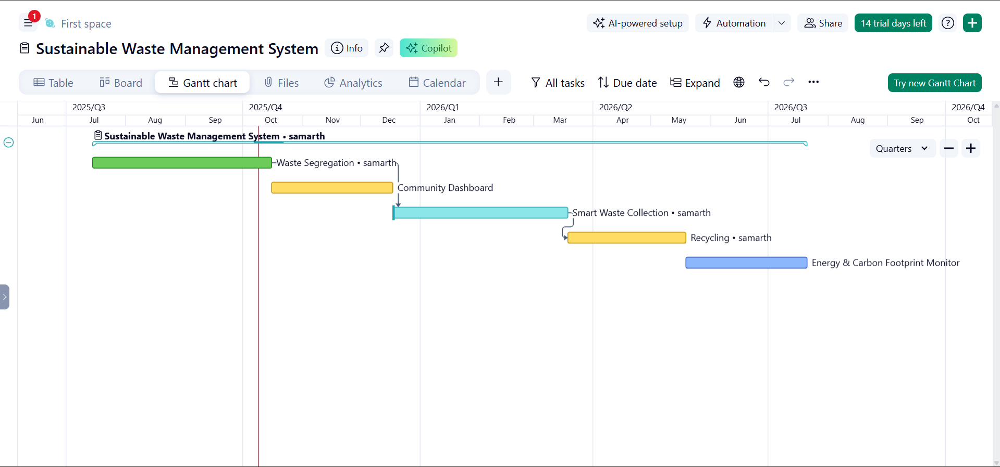 1
First space
AI-powered setup
Automation
Share
14 trial days left
?
Sustainable Waste Management System
Info
Copilot
Table
Board
Gantt chart
Files
Analytics
Calendar
All tasks
Due date
Expand
Try new Gantt Chart
2025/Q3
2025/Q4
2026/Q1
2026/Q2
2026/Q3
2026/Q4
Jun
Jul
Aug
Sep
Oct
Nov
Dec
Jan
Feb
Mar
Apr
May
Jun
Jul
Aug
Sep
Oct
Sustainable Waste Management System • samarth
Quarters
Waste Segregation • samarth
Community Dashboard
Smart Waste Collection • samarth
Recycling • samarth
Energy & Carbon Footprint Monitor